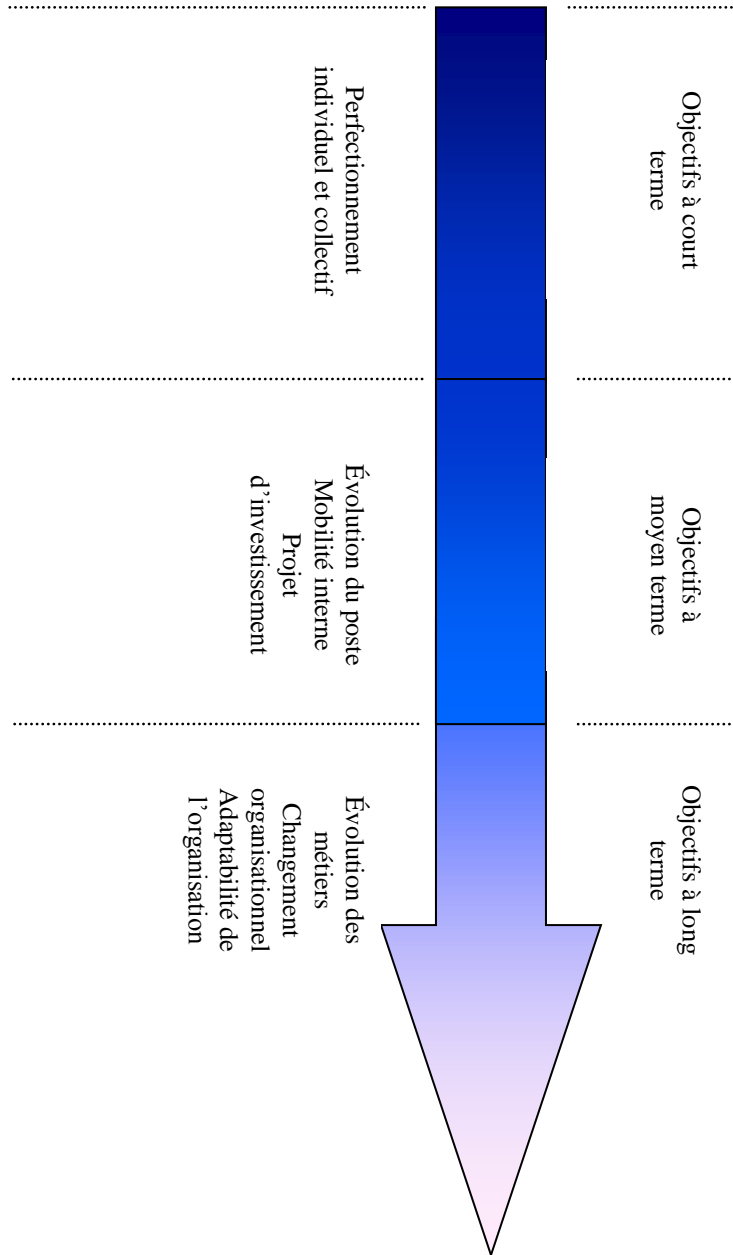 Objectifs à court
terme
Objectifs à
moyen terme
Objectifs à long
terme
Perfectionnement
individuel et collectif
Évolution du poste
Mobilité interne
Projet
d’investissement
Évolution des
métiers
Changement
organisationnel
Adaptabilité de
l’organisation